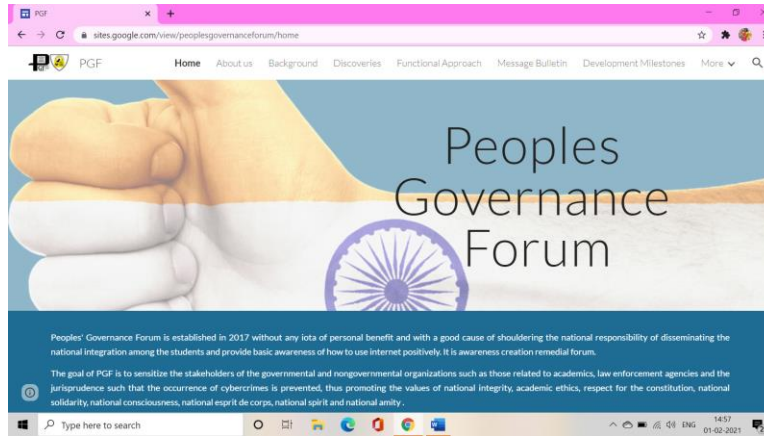 PGF
sites.google.com/view/peoplesgovernanceforum/home
PGF Home About us Background Discoveries Functional Approach Message Bulletin Development Milestones More
Peoples
Governance
Forum
Peoples' Governance Forum is established in 2017 without any iota of personal benefit and with a good cause of shouldering the national responsibility of disseminating the
national integration among the students and provide basic awareness of how to use internet positively. It is awareness creation remedial forum.
The goal of PGF is to sensitize the stakeholders of the governmental and nongovernmental organizations such as those related to academics, law enforcement agencies and the
jurisprudence such that the occurrence of cybercrimes is prevented, thus promoting the values of national integrity, academic ethics, respect for the constitution, national
solidarity, national consciousness, national esprit de corps, national spirit and national amity .
Type here to search
ENG
14:57
01-02-2021